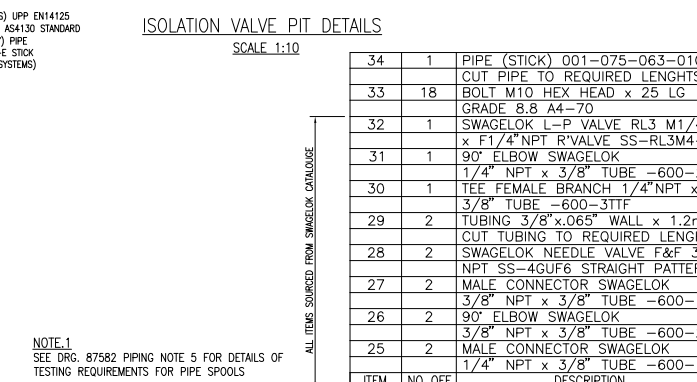 S) UPP EN14125
AS4130 STANDARD
) PIPE
-E STICK
SYSTEMS)
ISOLATION VALVE PIT DETAILS
SCALE 1:10
34 1 PIPE (STICK) 001-075-063-010
CUT PIPE TO REQUIRED LENGHTS
33 18 BOLT M10 HEX HEAD x 25 LG
GRADE 8.8 A4-70
32 1 SWAGELOK L-P VALVE RL3 M1/
x F1/4"NPT R'VALVE SS-RL3M4
31 1 90° ELBOW SWAGELOK
1/4" NPT x 3/8" TUBE -600-
30 1 TEE FEMALE BRANCH 1/4"NPT x
3/8" TUBE -600-3TTF
29 2 TUBING 3/8"x.065" WALL x 1.2
CUT TUBING TO REQUIRED LENG
28 2 SWAGELOK NEEDLE VALVE F&F 3
NPT SS-4GUF6 STRAIGHT PATTE
27 2 MALE CONNECTOR SWAGELOK
3/8" NPT x 3/8" TUBE -600-
26 2 90° ELBOW SWAGELOK
3/8" NPT x 3/8" TUBE -600-
25 2 MALE CONNECTOR SWAGELOK
1/4" NPT x 3/8" TUBE -600-
ITEM NO OFF DESCRIPTION
ALL ITEMS SOURCED FROM SWAGELOK CATALOUGE
NOTE.1
SEE DRG. 87582 PIPING NOTE 5 FOR DETAILS OF
TESTING REQUIREMENTS FOR PIPE SPOOLS